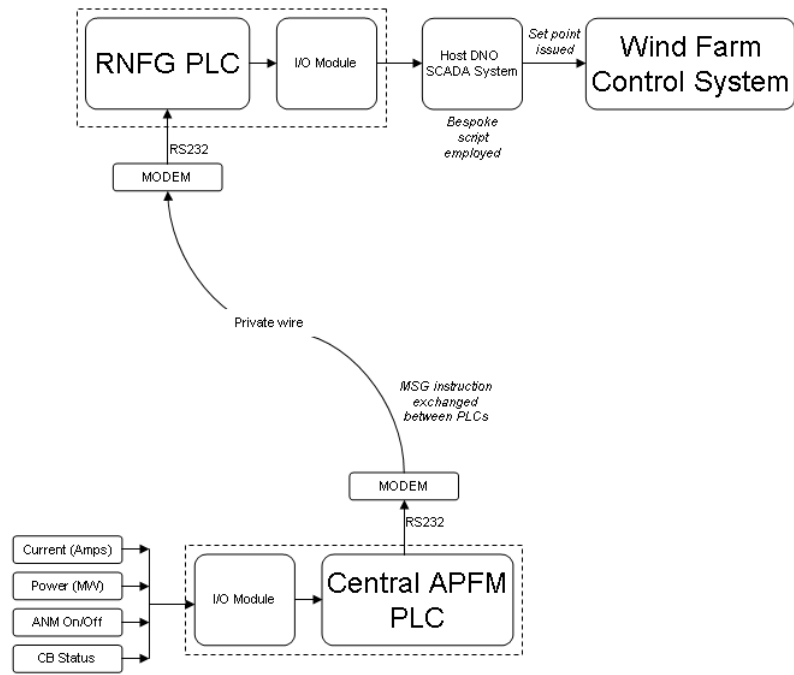 RNFG PLC
I/O Module
Host DNO
SCADA System
Set point
issued
Wind Farm
Control System
Bespoke
script
employed
RS232
MODEM
Private wire
MSG instruction
exchanged
between PLCs
MODEM
RS232
Current (Amps)
Power (MW)
ANM On/Off
CB Status
I/O Module
Central APFM
PLC